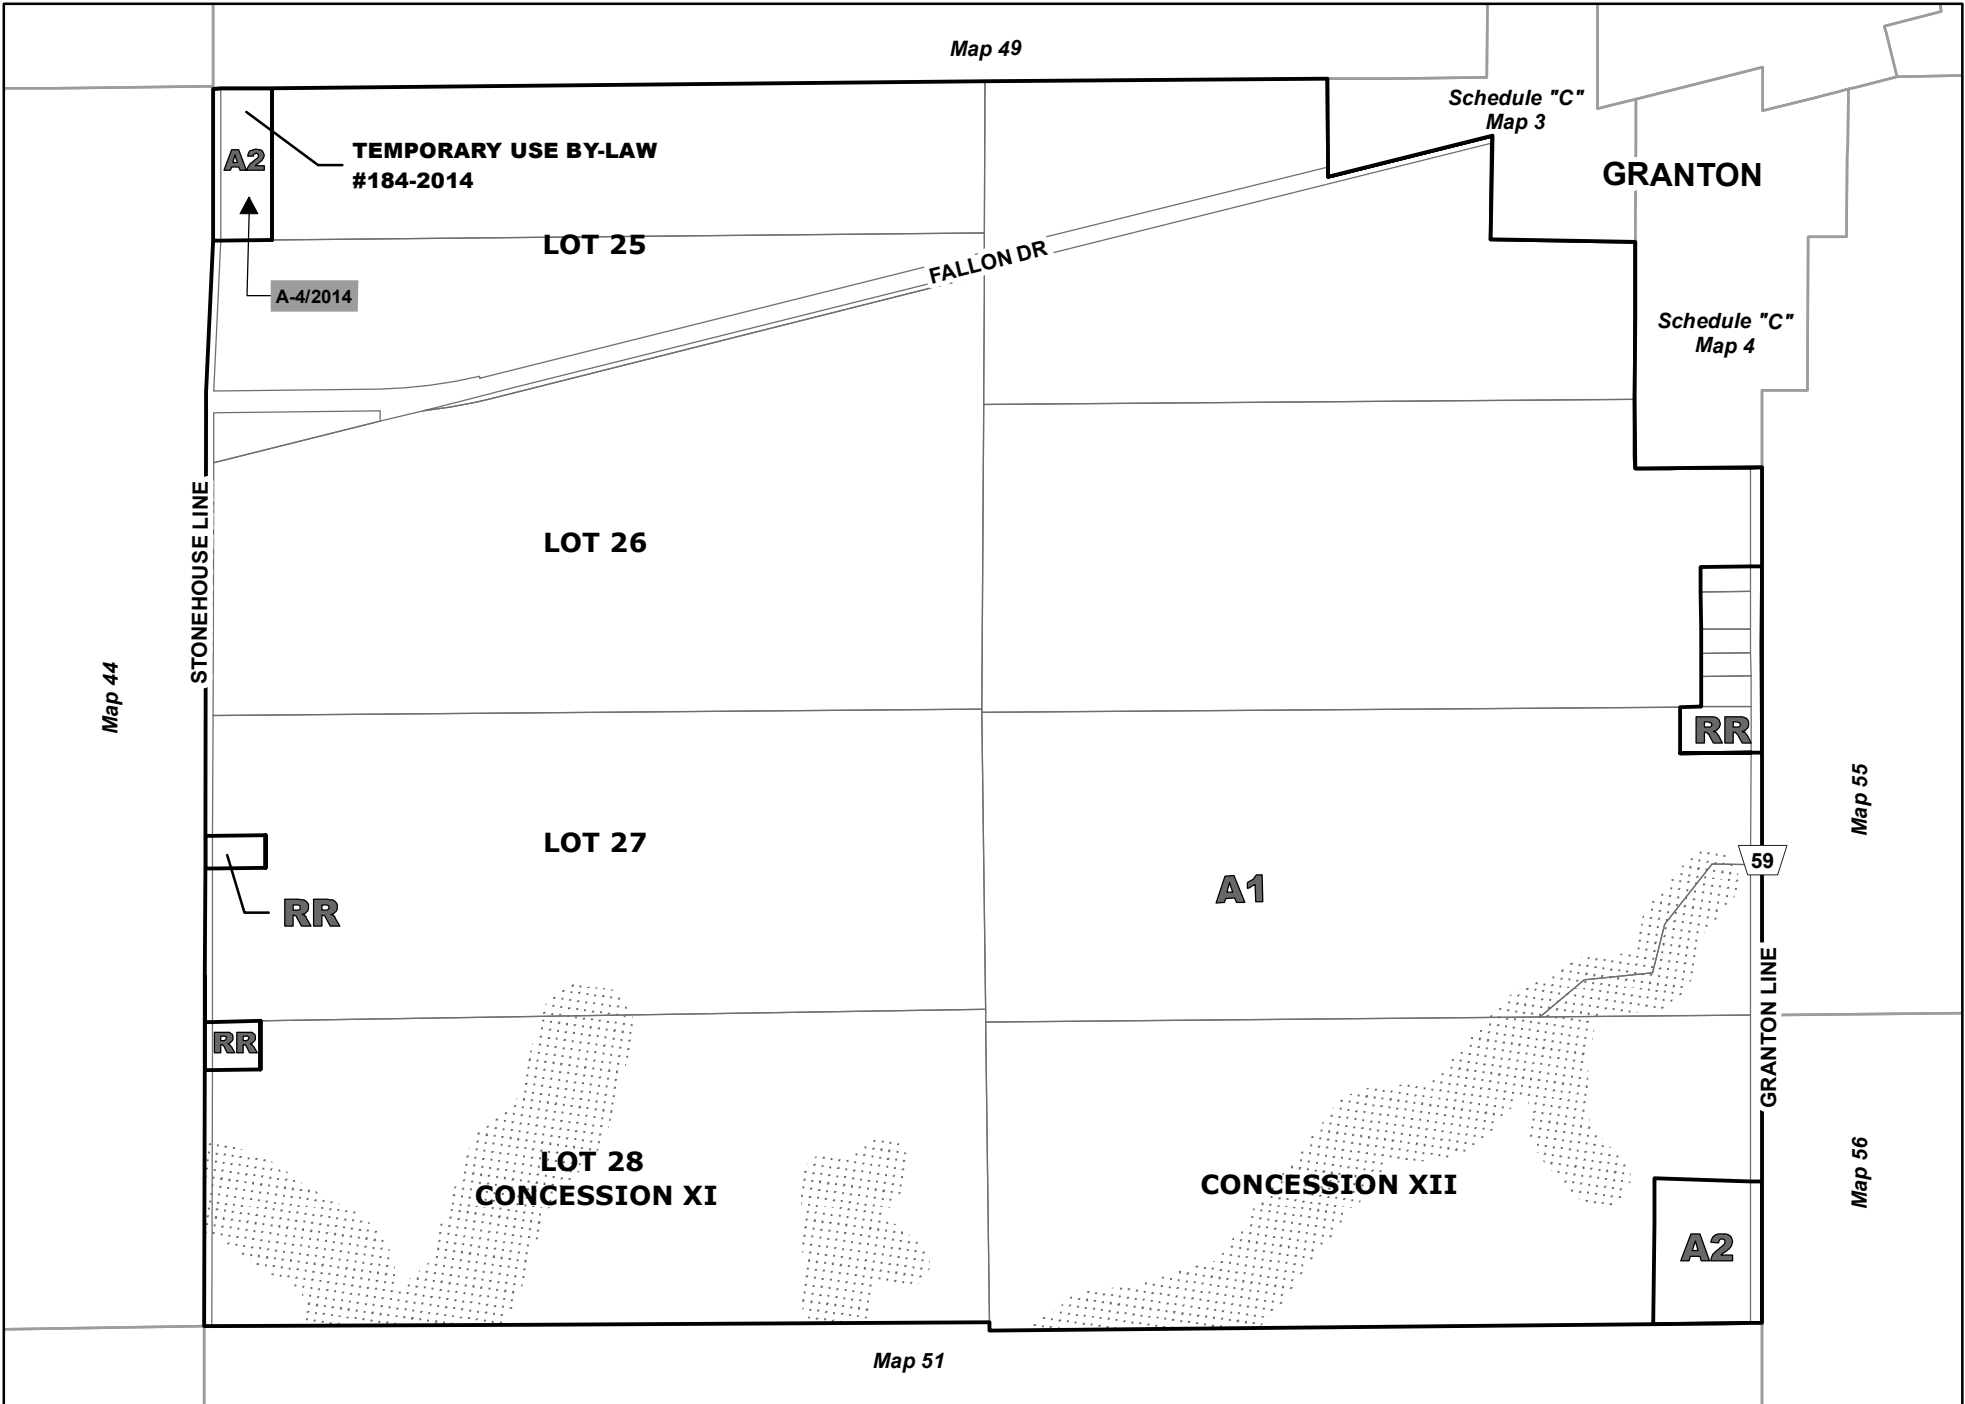 Map 49
Schedule "C"
Map 3
GRANTON
TEMPORARY USE BY-LAW
#184-2014
A2
LOT 25
FALLON DR
A-4/2014
Schedule "C"
Map 4
STONEHOUSE LINE
LOT 26
Map 44
RR
Map 55
LOT 27
59
A1
RR
GRANTON LINE
RR
LOT 28
CONCESSION XI
CONCESSION XII
Map 56
A2
Map 51